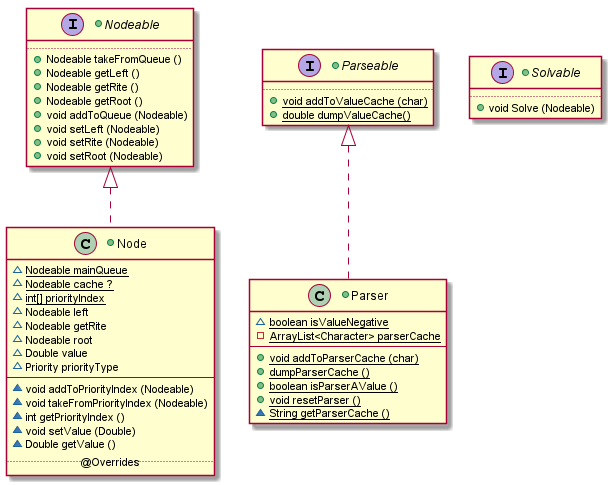 I Nodeable
Nodeable takeFromQueue ()
Nodeable getLeft ()
Nodeable getRite ()
Nodeable getRoot ()
void addToQueue (Nodeable)
void setLeft (Nodeable)
void setRite (Nodeable)
void setRoot (Nodeable)
I Parseable
void addToValueCache (char)
double dumpValueCache()
I Solvable
void Solve (Nodeable)
C Node
Nodeable mainQueue
Nodeable cache ?
int[] priorityIndex
Nodeable left
Nodeable getRite
Nodeable root
Double value
Priority priorityType
void addToPriorityIndex (Nodeable)
void takeFromPriorityIndex (Nodeable)
int getPriorityIndex ()
void setValue (Double)
Double getValue ()
@Overrides
C Parser
boolean isValueNegative
ArrayList<Character> parserCache
void addToParserCache (char)
dumpParserCache ()
boolean isParserAValue ()
void resetParser ()
String getParserCache ()